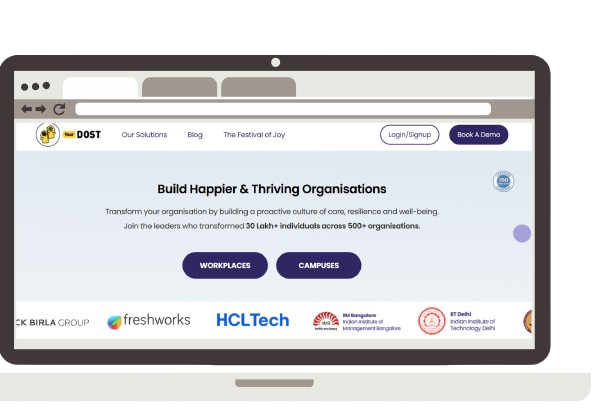 Your DOST
Our Solutions
Blog
The Festival of Joy
Login/Signup
Book A Demo
ISO
Build Happier & Thriving Organisations
Transform your organisation by building a proactive culture of care, resilience and well-being.
Join the leaders who transformed 30 Lakh+ individuals across 500+ organisations.
WORKPLACES
CAMPUSES
CK BIRLA GROUP
freshworks
HCLTech
IIM Bangalore
Indian Institute of
Management Bangalore
IIT Delhi
Indian Institute of
Technology Delhi